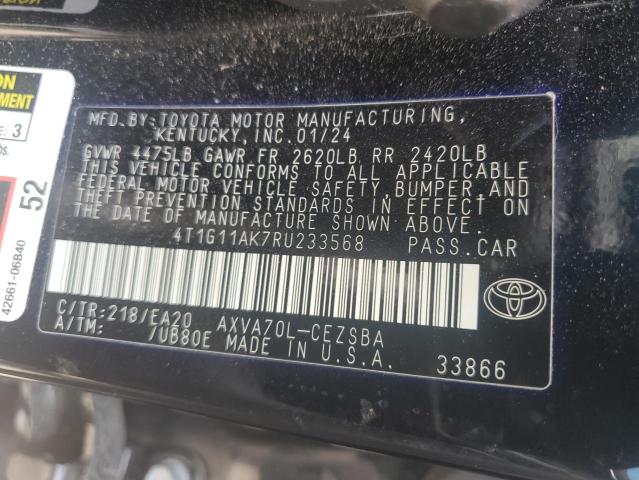 MFD.BY:TOYOTA MOTOR MANUFACTURING,
KENTUCKY,INC.01/24
GVWR 4475LB GAWR FR 2620LB RR 2420LB
THIS VEHICLE CONFORMS TO ALL APPLICABLE
FEDERAL MOTOR VEHICLE SAFETY,BUMPER AND
THEFT PREVENTION STANDARDS IN EFFECT ON
THE DATE OF MANUFACTURE SHOWN ABOVE.
4T1G11AK7RU233568 PASS.CAR
C/TR:218/EA20 AXVA70L-CEZSBA
A/TM: /UB80E MADE IN U.S.A.
33866
52
42661-06B40
3